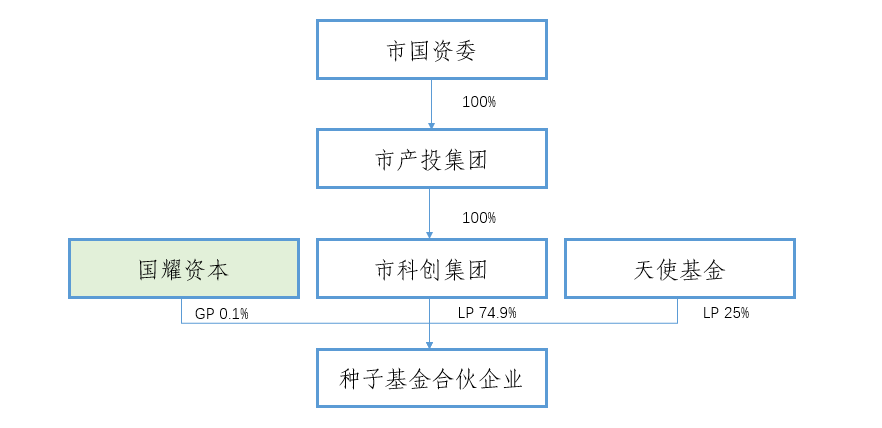 市国资委
100%
市产投集团
100%
国耀资本
市科创集团
天使基金
GP 0.1%
LP 74.9%
LP 25%
种子基金合伙企业